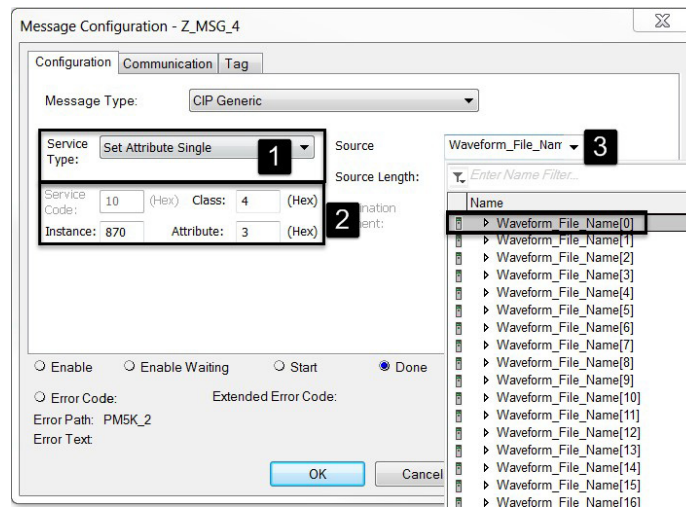 Message Configuration - Z_MSG_4
Configuration Communication Tag
Message Type: CIP Generic
Service Type: Set Attribute Single 1
Source Waveform_File_Nam 3
Source Length:
Enter Name Filter...
Service Code: 10 (Hex) Class: 4 (Hex)
Instance: 870 Attribute: 3 (Hex) 2
Name
Waveform_File_Name[0]
Waveform_File_Name[1]
Waveform_File_Name[2]
Waveform_File_Name[3]
Waveform_File_Name[4]
Waveform_File_Name[5]
Waveform_File_Name[6]
Waveform_File_Name[7]
Waveform_File_Name[8]
Waveform_File_Name[9]
Waveform_File_Name[10]
Waveform_File_Name[11]
Waveform_File_Name[12]
Waveform_File_Name[13]
Waveform_File_Name[14]
Waveform_File_Name[15]
Waveform_File_Name[16]
Enable Enable Waiting Start Done
Error Code: Extended Error Code:
Error Path: PM5K_2
Error Text:
OK Cancel